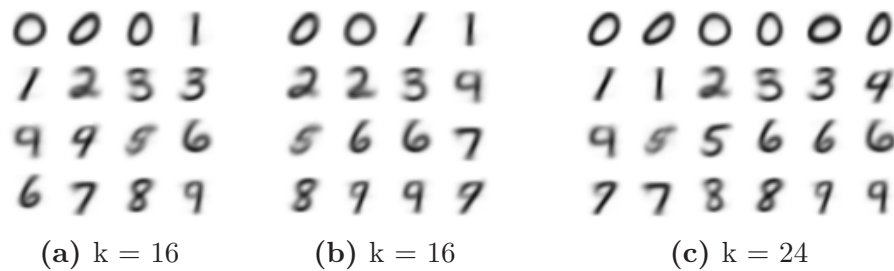 0 0 0 1 0 0 1 1 0 0 0 0 0 0
1 2 3 3 2 2 3 9 1 1 2 3 3 9
9 9 5 6 5 6 6 7 9 5 5 6 6 6
6 7 8 9 8 9 9 9 7 7 8 8 9 9
(a) k = 16 (b) k = 16 (c) k = 24